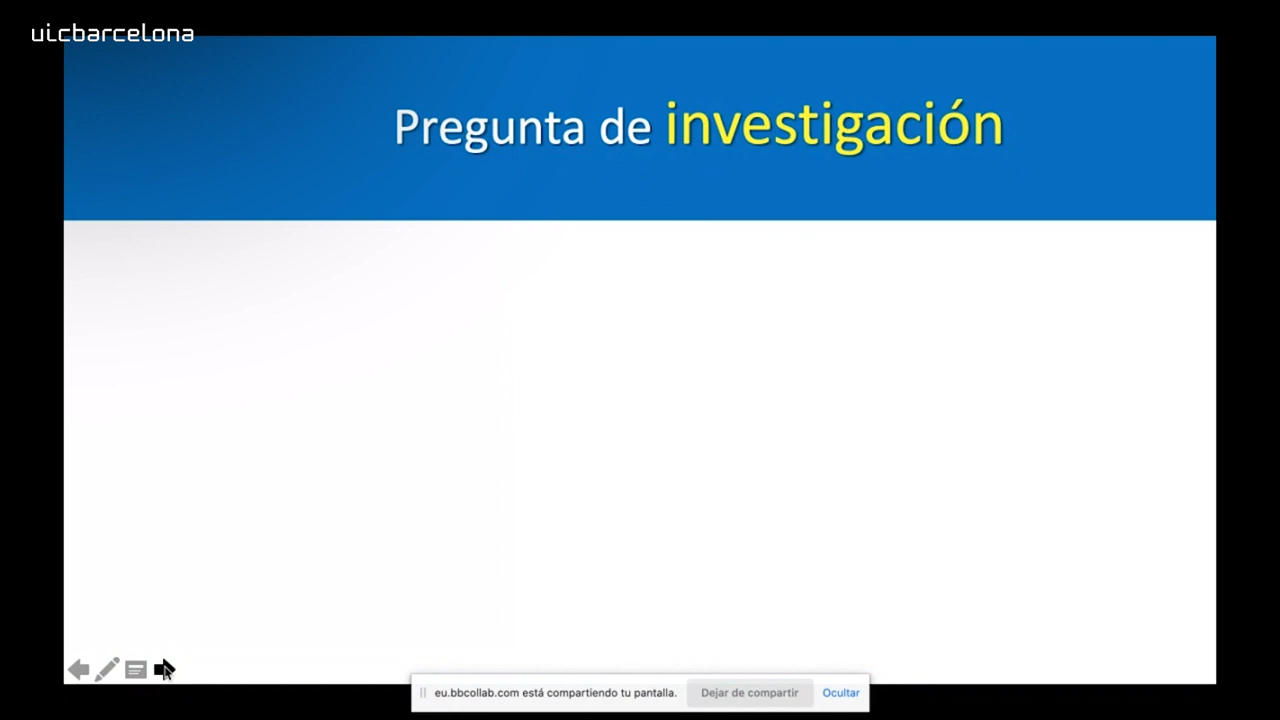 uicbarcelona
Pregunta de investigación
eu.bbcollab.com está compartiendo tu pantalla. Dejar de compartir Ocultar